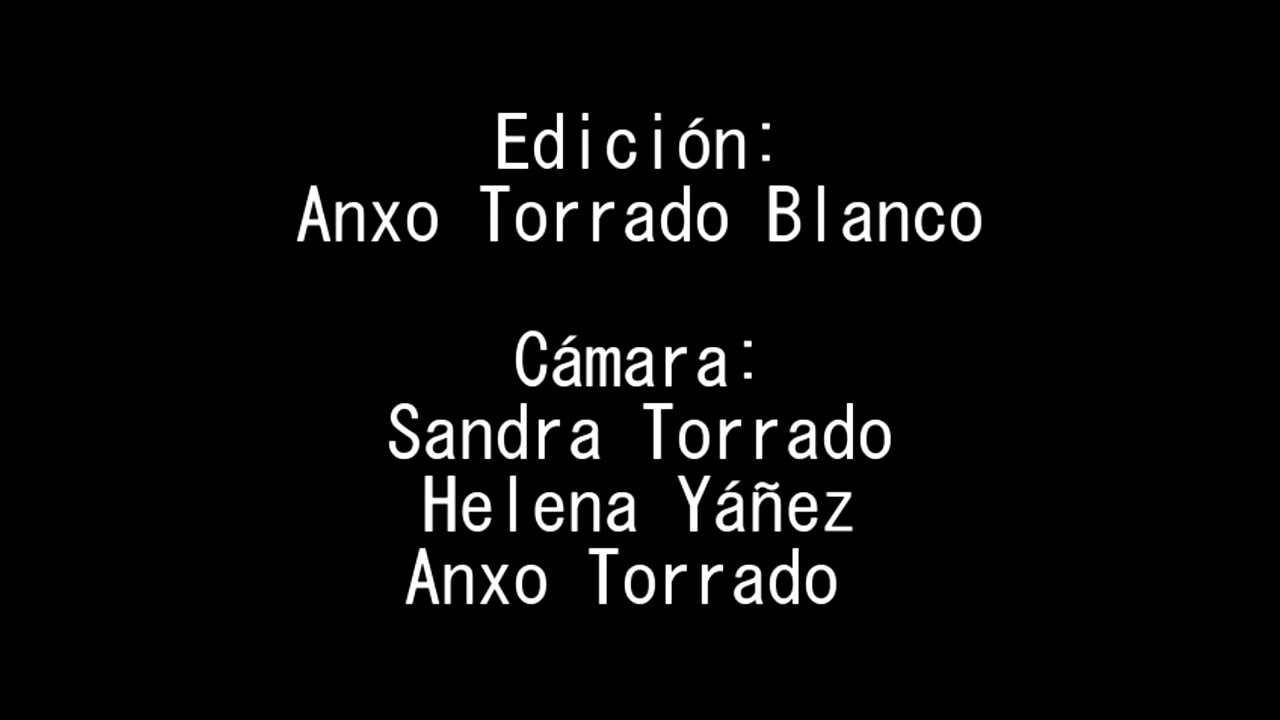 Edición:
Anxo Torrado Blanco
Cámara:
Sandra Torrado
Helena Yáñez
Anxo Torrado